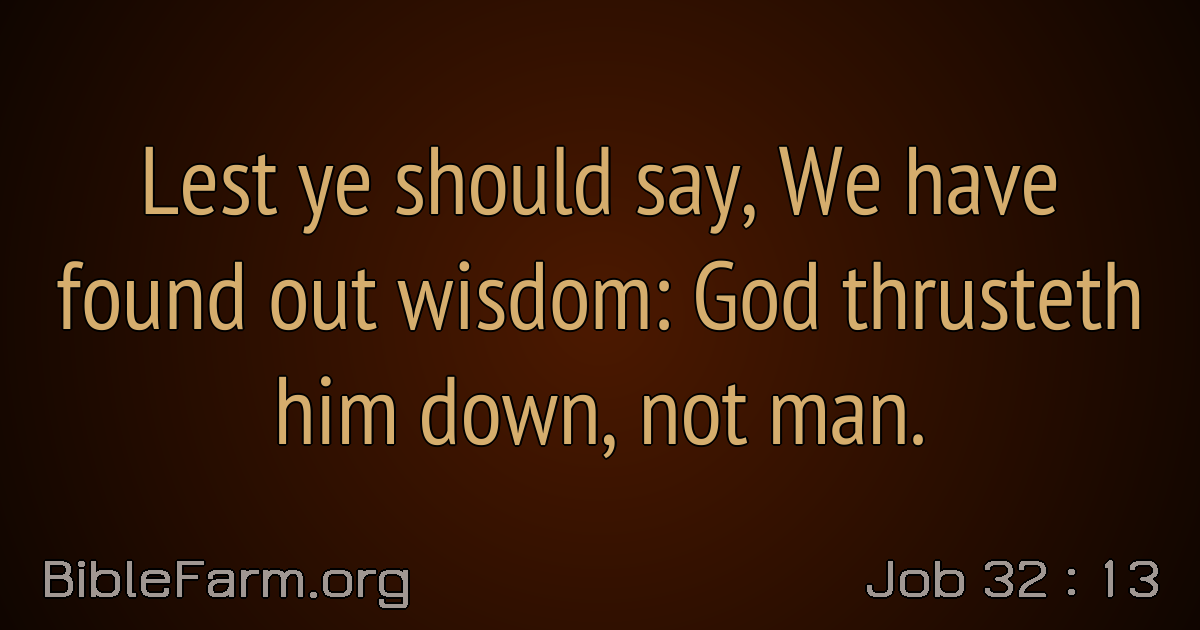 Lest ye should say, We have
found out wisdom: God thrusteth
him down, not man.
BibleFarm.org
Job 32 : 13